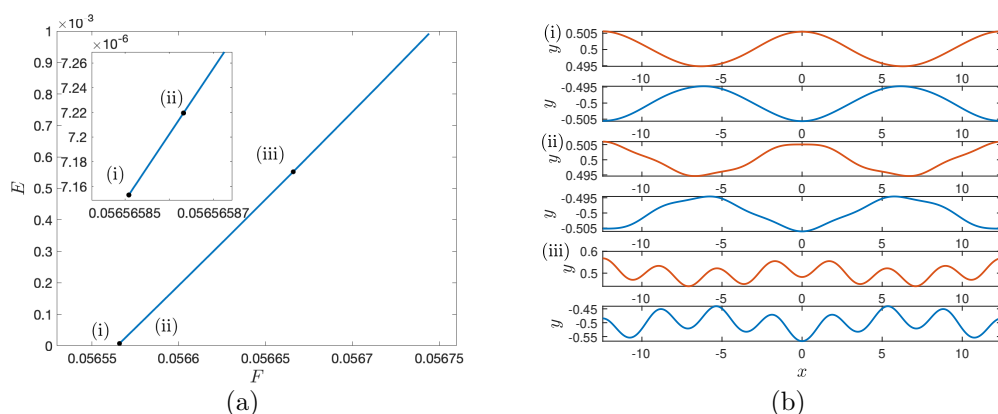 × 10⁻³
1
0.9
0.8
0.7
0.6
0.5
0.4
0.3
0.2
0.1
0
E
0.05655
0.0566
0.05665
0.0567
0.05675
F
× 10⁻⁶
7.26
7.24
7.22
7.2
7.18
7.16
0.05656585
0.05656587
(i)
(ii)
(i)
(ii)
(iii)
(a)
(i)
y
0.505
0.5
0.495
-10 -5 0 5 10
y
-0.495
-0.5
-0.505
-10 -5 0 5 10
(ii)
y
0.505
0.5
0.495
-10 -5 0 5 10
y
-0.495
-0.5
-0.505
-10 -5 0 5 10
(iii)
y
0.6
0.5
-10 -5 0 5 10
y
-0.45
-0.5
-0.55
-10 -5 0 5 10
x
(b)